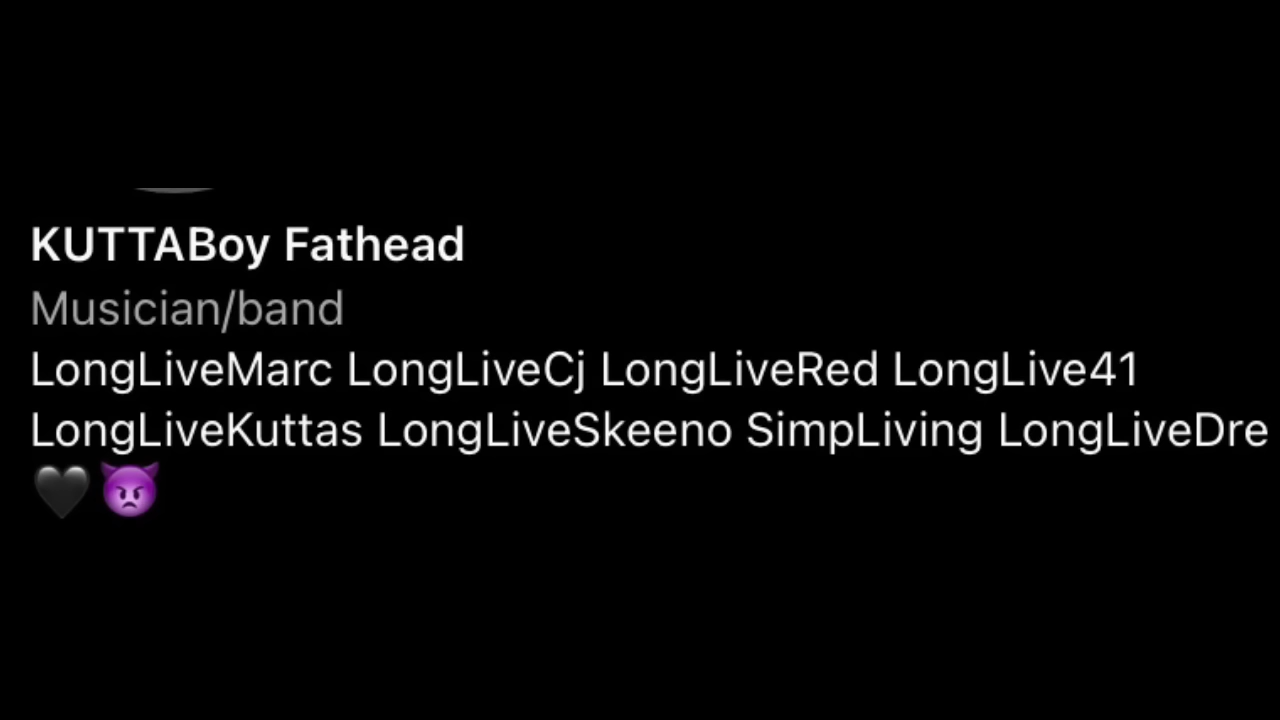 KUTTABoy Fathead
Musician/band
LongLiveMarc LongLiveCj LongLiveRed LongLive41
LongLiveKuttas LongLiveSkeeno SimpLiving LongLiveDre
🖤👿